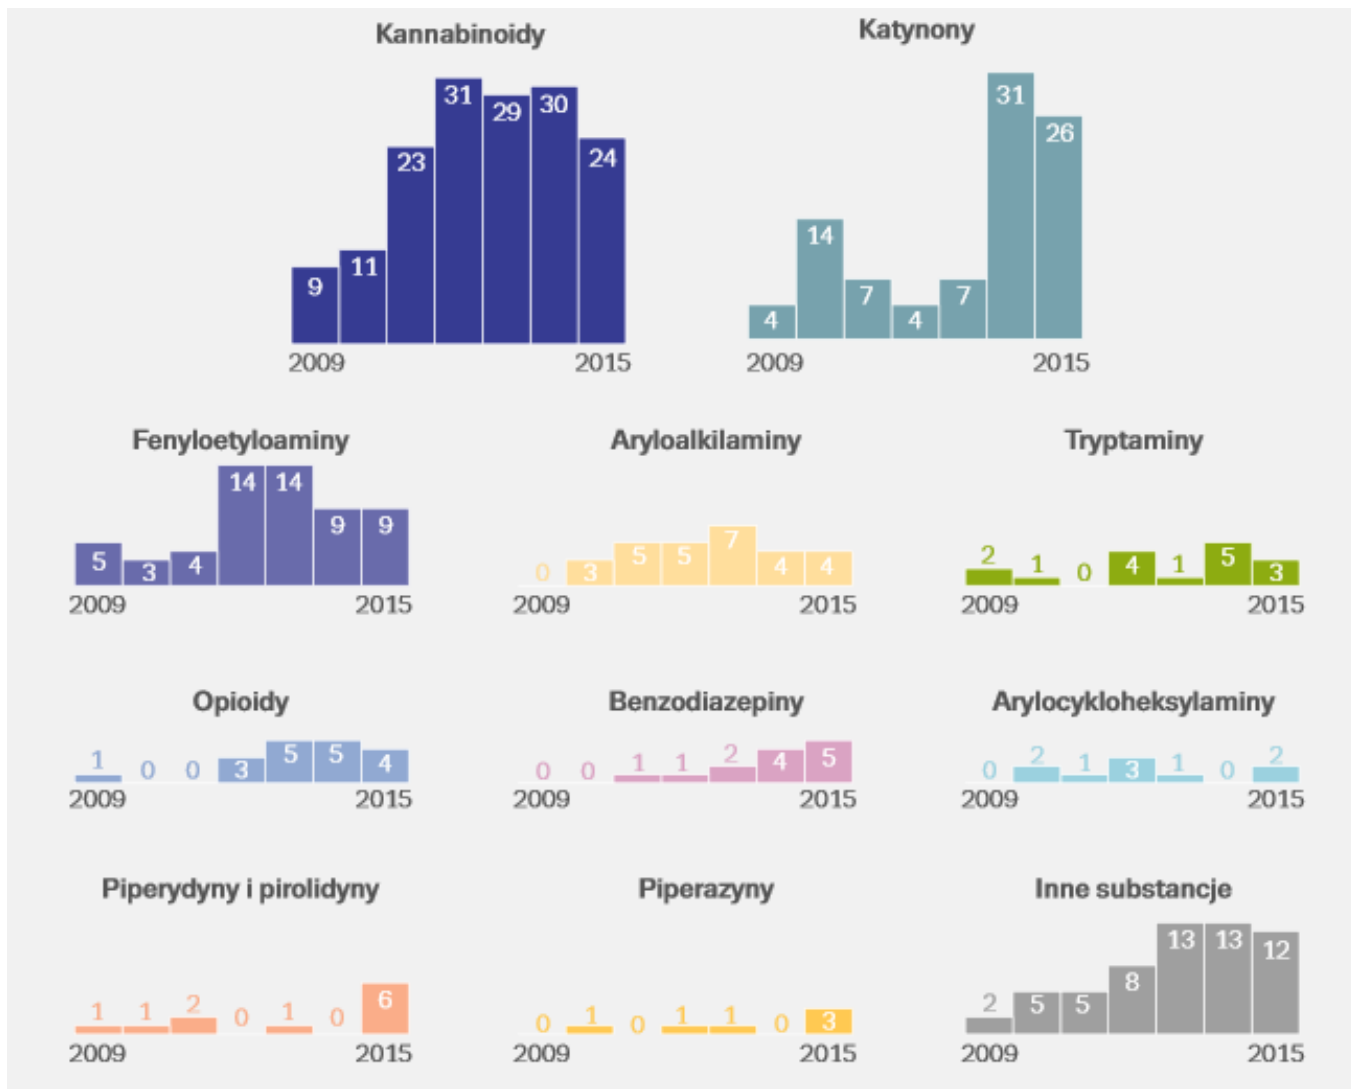 Kannabinoidy
9 11 23 31 29 30 24
2009 2015
Katynony
4 14 7 4 7 31 26
2009 2015
Fenyloetyloaminy
5 3 4 14 14 9 9
2009 2015
Aryloalkilaminy
0 3 5 5 7 4 4
2009 2015
Tryptaminy
2 1 0 4 1 5 3
2009 2015
Opioidy
1 0 0 3 5 5 4
2009 2015
Benzodiazepiny
0 0 1 1 2 4 5
2009 2015
Arylocykloheksylaminy
0 2 1 3 1 0 2
2009 2015
Piperydyny i pirolidyny
1 1 2 0 1 0 6
2009 2015
Piperazyny
0 1 0 1 1 0 3
2009 2015
Inne substancje
2 5 5 8 13 13 12
2009 2015